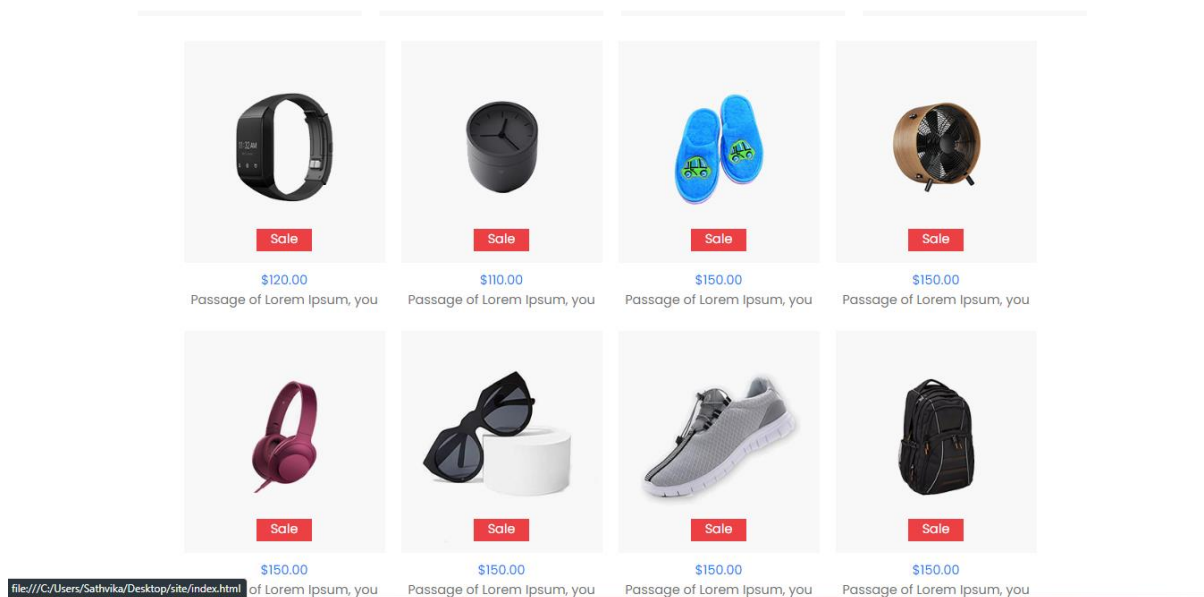 Sale
Sale
Sale
Sale
$120.00
$110.00
$150.00
$150.00
Passage of Lorem Ipsum, you
Passage of Lorem Ipsum, you
Passage of Lorem Ipsum, you
Passage of Lorem Ipsum, you
Sale
Sale
Sale
Sale
$150.00
$150.00
$150.00
$150.00
file:///C:/Users/Sathvika/Desktop/site/index.html
of Lorem Ipsum, you
Passage of Lorem Ipsum, you
Passage of Lorem Ipsum, you
Passage of Lorem Ipsum, you